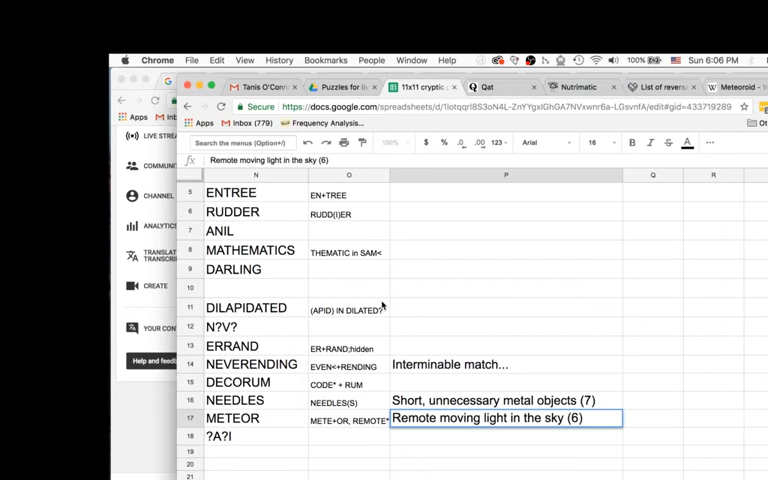 Chrome File Edit View History Bookmarks People Window Help 100% Sun 6:06 PM
Tanis O'Conn × Puzzles for li × 11x11 cryptic × Qat × Nutrimatic × List of revers × Meteoroid - V
Secure https://docs.google.com/spreadsheets/d/1lotqqrI8S3oN4L-ZnYYgxIGhGA7NVxwnr6a-LGsvnfA/edit#gid=433719289
Apps Apps Inbox (779) Frequency Analysis...
LIVE STREA
Search the menus (Option+/) 100% $ % .0 .00 123 Arial 16 B I S A ...
COMMUN
fx Remote moving light in the sky (6)
N O P Q R
5 ENTREE EN+TREE
CHANNEL
6 RUDDER RUDD(I)ER
ANALYTICS
7 ANIL
TRANSLAT
TRANSCRI
8 MATHEMATICS THEMATIC in SAM<
9 DARLING
CREATE
10
11 DILAPIDATED (APID) IN DILATED?
YOUR CON
12 N?V?
13 ERRAND ER+RAND;hidden
Help and feedb
14 NEVERENDING EVEN<+RENDING Interminable match...
15 DECORUM CODE* + RUM
16 NEEDLES NEEDLES(S) Short, unnecessary metal objects (7)
17 METEOR METE+OR, REMOTE* Remote moving light in the sky (6)
18 ?A?I
19
20
21